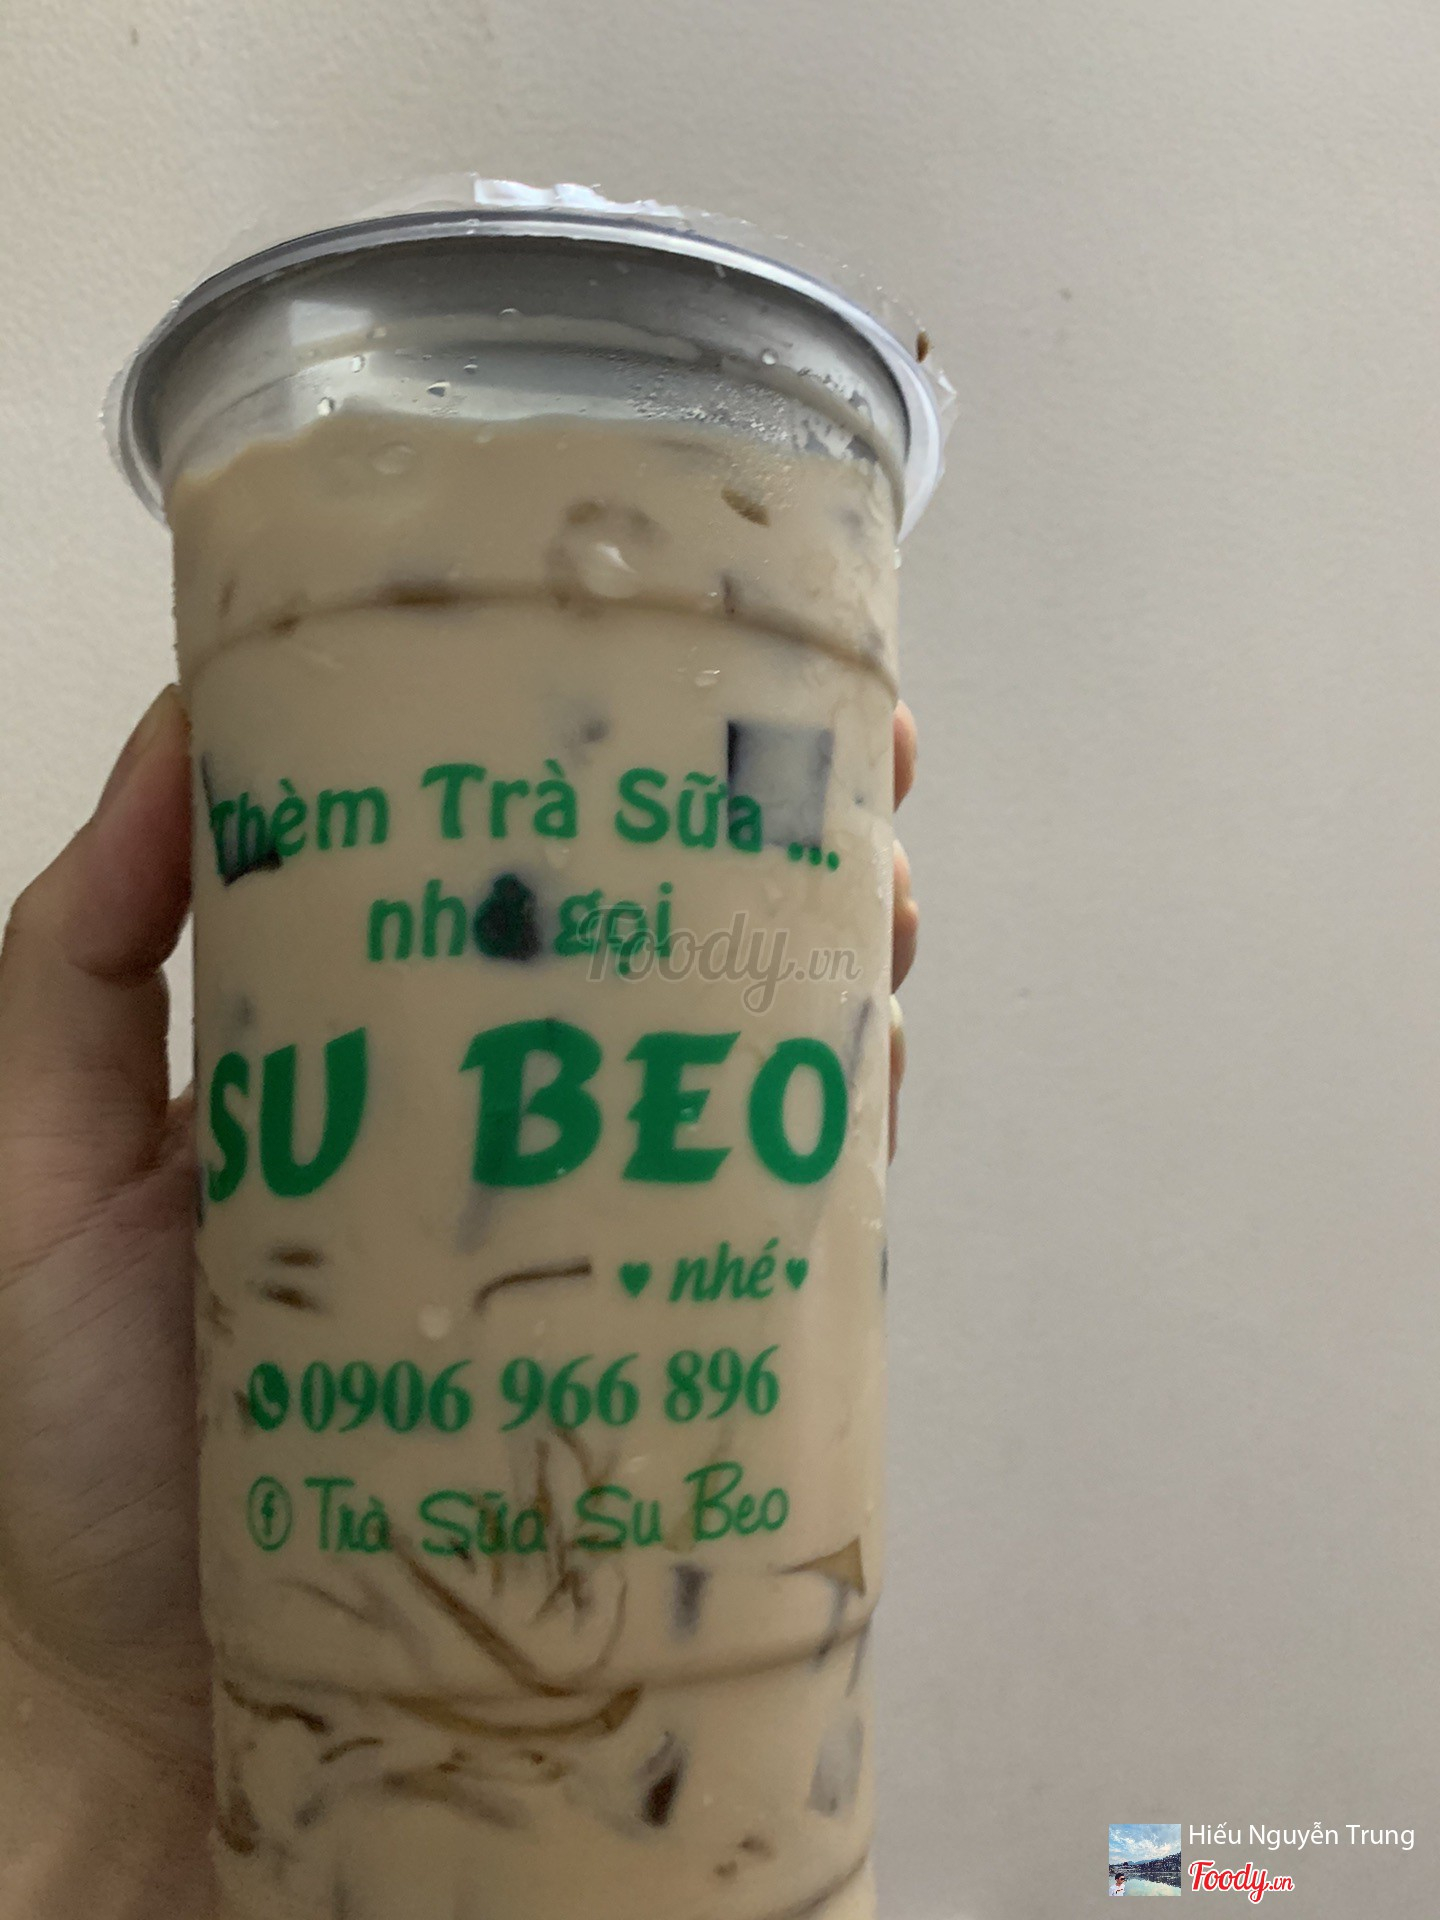 Thèm Trà Sữa ...
nhớ gọi
SU BEO
nhé
0906 966 896
Trà Sữa Su Beo
Foody.vn
Hiếu Nguyễn Trung
Foody.vn